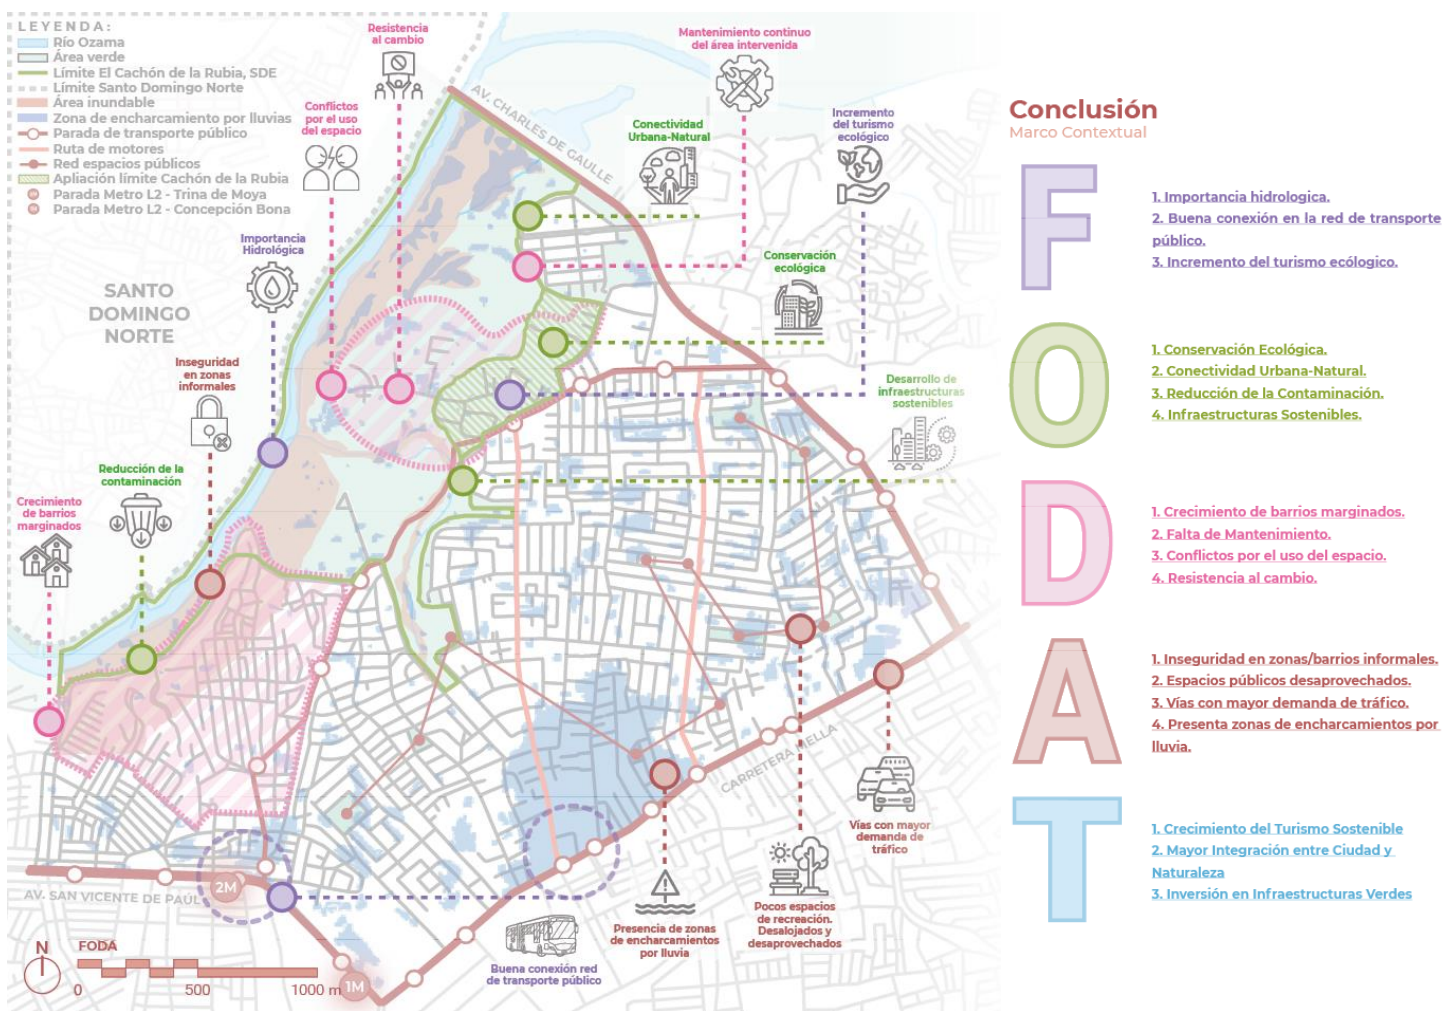 LEYENDA:
Río Ozama
Área verde
Límite El Cachón de la Rubia, SDE
Límite Santo Domingo Norte
Área inundable
Zona de encharcamiento por lluvias
Parada de transporte público
Ruta de motores
Red espacios públicos
Apliación límite Cachón de la Rubia
Parada Metro L2 - Trina de Moya
Parada Metro L2 - Concepción Bona
Resistencia
al cambio
Conflictos
por el uso
del espacio
Mantenimiento continuo
del área intervenida
Conectividad
Urbana-Natural
Incremento
del turismo
ecológico
AV. CHARLES DE GAULLE
Importancia
Hidrológica
Conservación
ecológica
SANTO
DOMINGO
NORTE
Inseguridad
en zonas
informales
Desarrollo de
infraestructuras
sostenibles
Reducción de la
contaminación
Crecimiento
de barrios
marginados
CARRETERA MELLA
Vías con mayor
demanda de
tráfico
2M
AV. SAN VICENTE DE PAÚL
Pocos espacios
de recreación.
Desalojados y
desaprovechados
Presencia de zonas
de encharcamientos
por lluvia
Buena conexión red
de transporte público
N
FODA
0 500 1000 m
1M
Conclusión
Marco Contextual
F
1. Importancia hidrologica.
2. Buena conexión en la red de transporte
público.
3. Incremento del turismo ecólogico.
O
1. Conservación Ecológica.
2. Conectividad Urbana-Natural.
3. Reducción de la Contaminación.
4. Infraestructuras Sostenibles.
D
1. Crecimiento de barrios marginados.
2. Falta de Mantenimiento.
3. Conflictos por el uso del espacio.
4. Resistencia al cambio.
A
1. Inseguridad en zonas/barrios informales.
2. Espacios públicos desaprovechados.
3. Vías con mayor demanda de tráfico.
4. Presenta zonas de encharcamientos por
lluvia.
T
1. Crecimiento del Turismo Sostenible
2. Mayor Integración entre Ciudad y
Naturaleza
3. Inversión en Infraestructuras Verdes